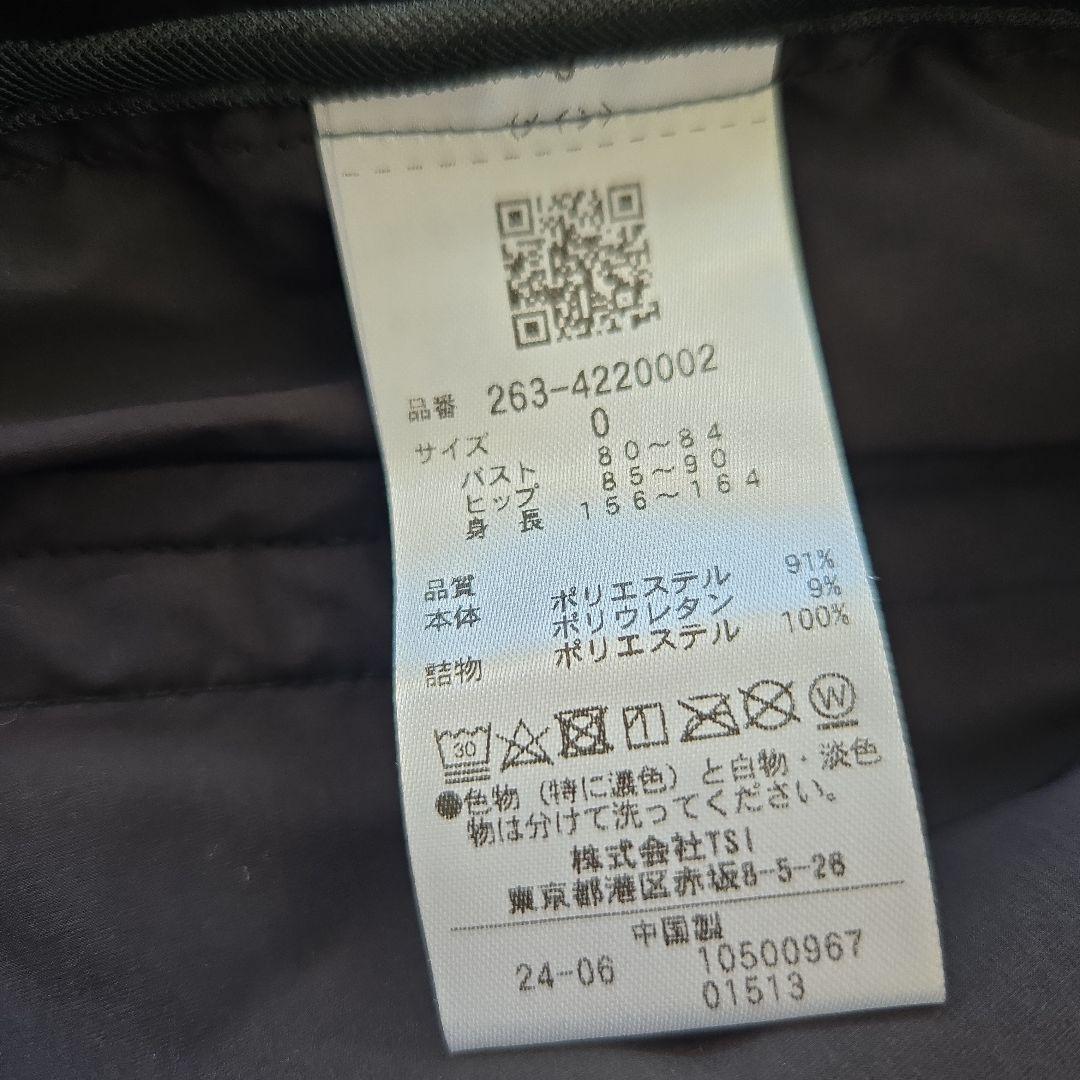 〈メイン〉
品番 263-4220002
サイズ 0
バスト 80～84
ヒップ 85～90
身長 156～164
品質
本体 ポリエステル 91%
ポリウレタン 9%
詰物 ポリエステル 100%
30
W
●色物（特に濃色）と白物・淡色
物は分けて洗ってください。
株式会社TSI
東京都港区赤坂8-5-26
中国製
24-06 10500967
01513